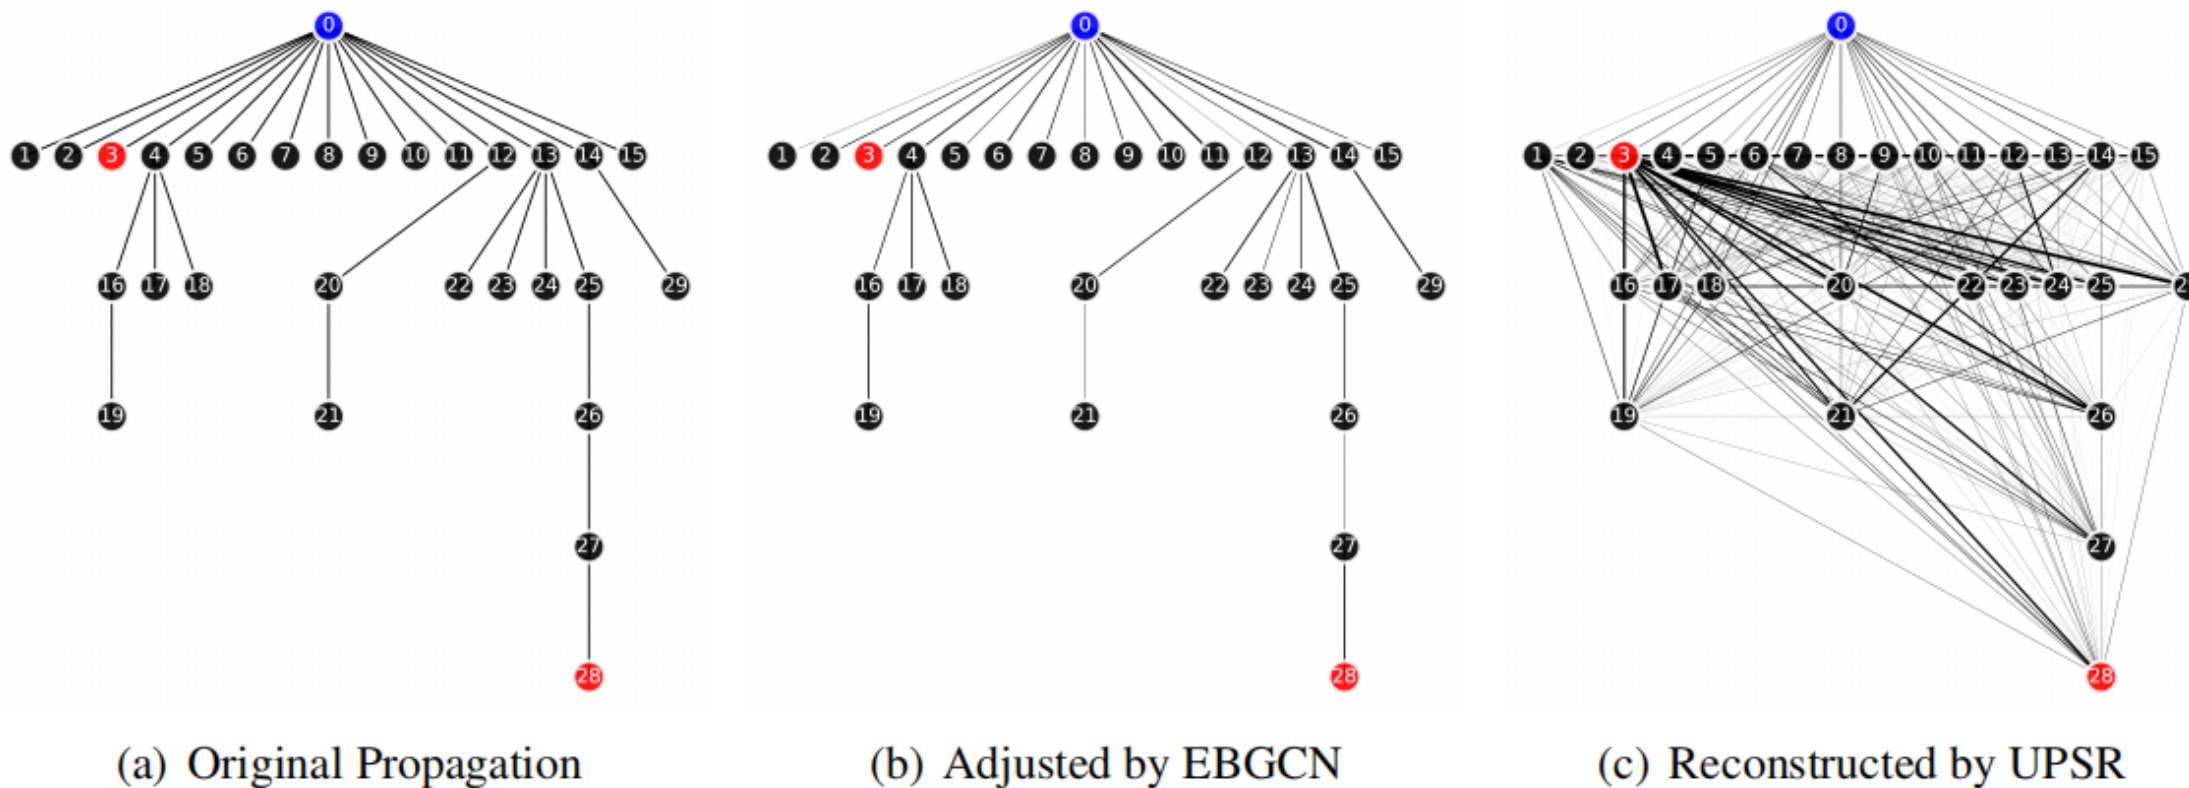 0 0 0
1 2 3 4 5 6 7 8 9 10 11 12 13 14 15 1 2 3 4 5 6 7 8 9 10 11 12 13 14 15 1 2 3 4 5 6 7 8 9 10 11 12 13 14 15
16 17 18 20 22 23 24 25 29 16 17 18 20 22 23 24 25 29 16 17 18 20 22 23 24 25
19 21 26 19 21 26 19 21 26
27 27 27
28 28 28
(a) Original Propagation (b) Adjusted by EBGCN (c) Reconstructed by UPSR